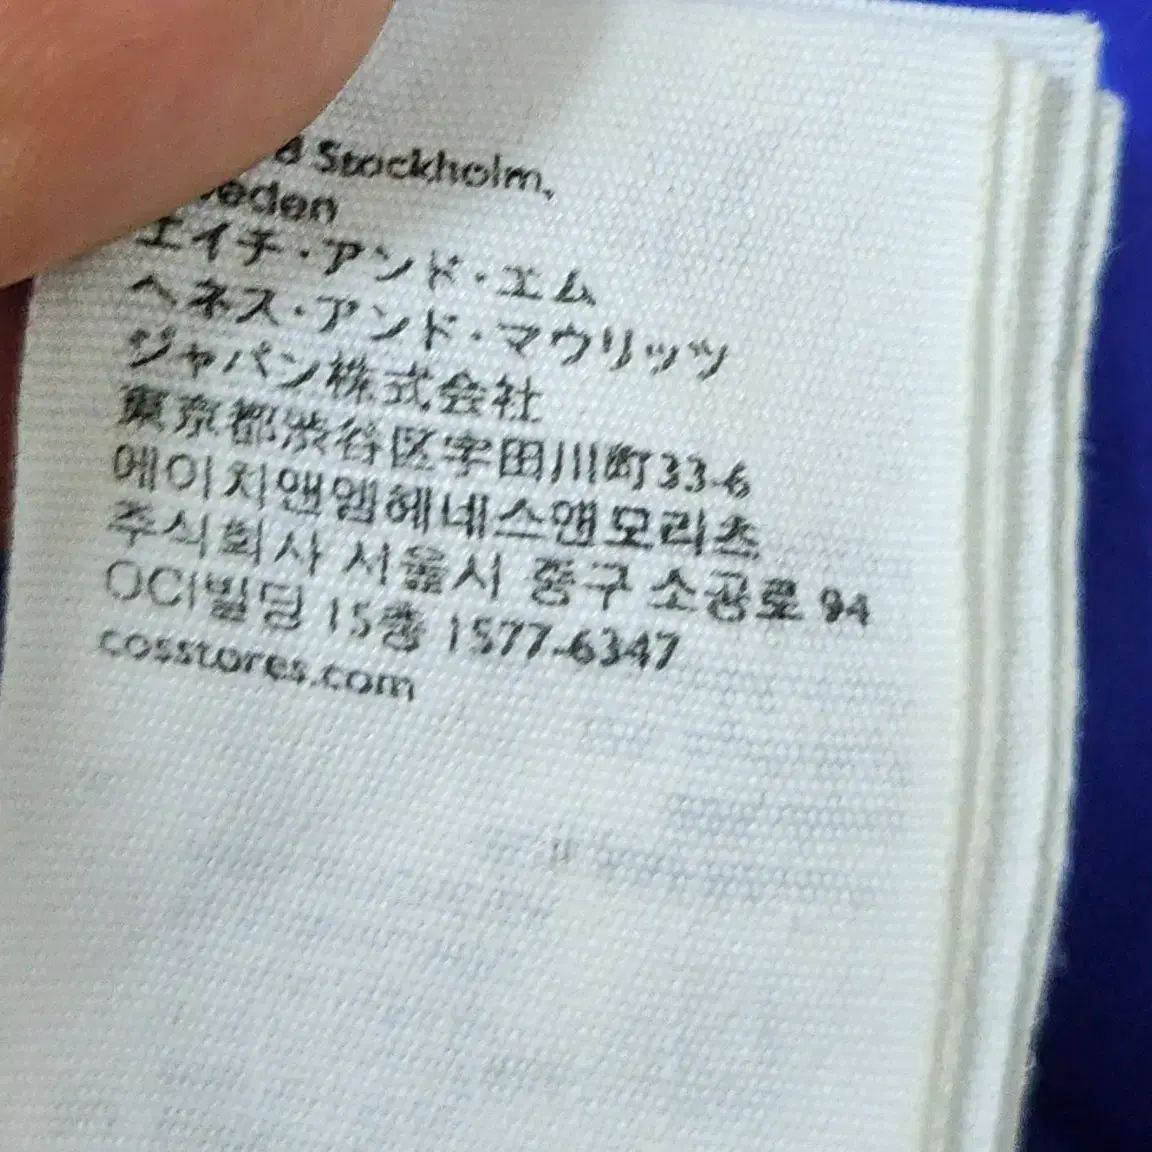 Stockholm,
エイチ・アンド・エム
ヘネス・アンド・マウリッツ
ジャパン株式会社
東京都渋谷区宇田川町33-6
에이치앤엠헤네스앤모리츠
주식회사 서울시 중구 소공로 94
OCI빌딩 15층 1577-6347
cosstores.com